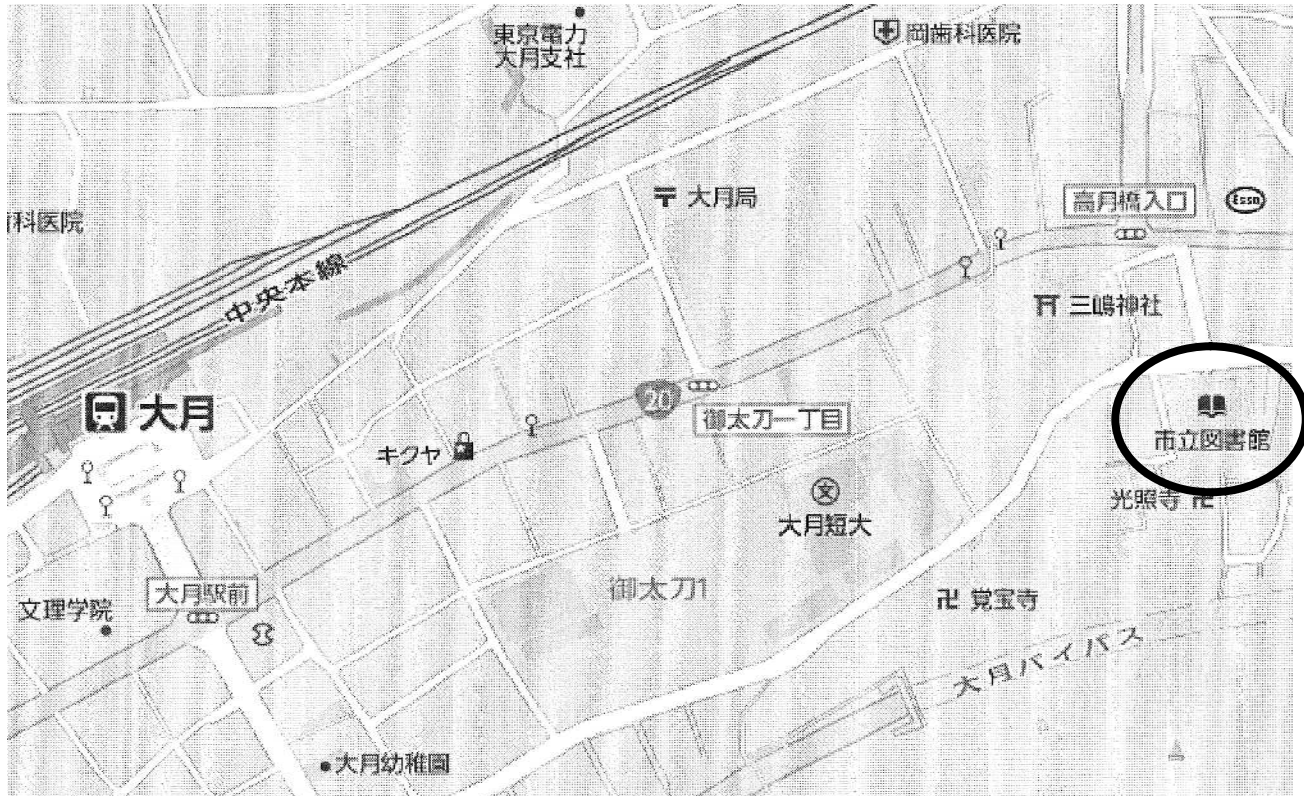 東京電力
大月支社
岡歯科医院
〒 大月局
高月橋入口
Esso
科医院
中央本線
三嶋神社
大月
20
御太刀一丁目
キクヤ
市立図書館
文
大月短大
光照寺 卍
大月駅前
御太刀1
文理学院
卍 覚宝寺
大月バイパス
大月幼稚園